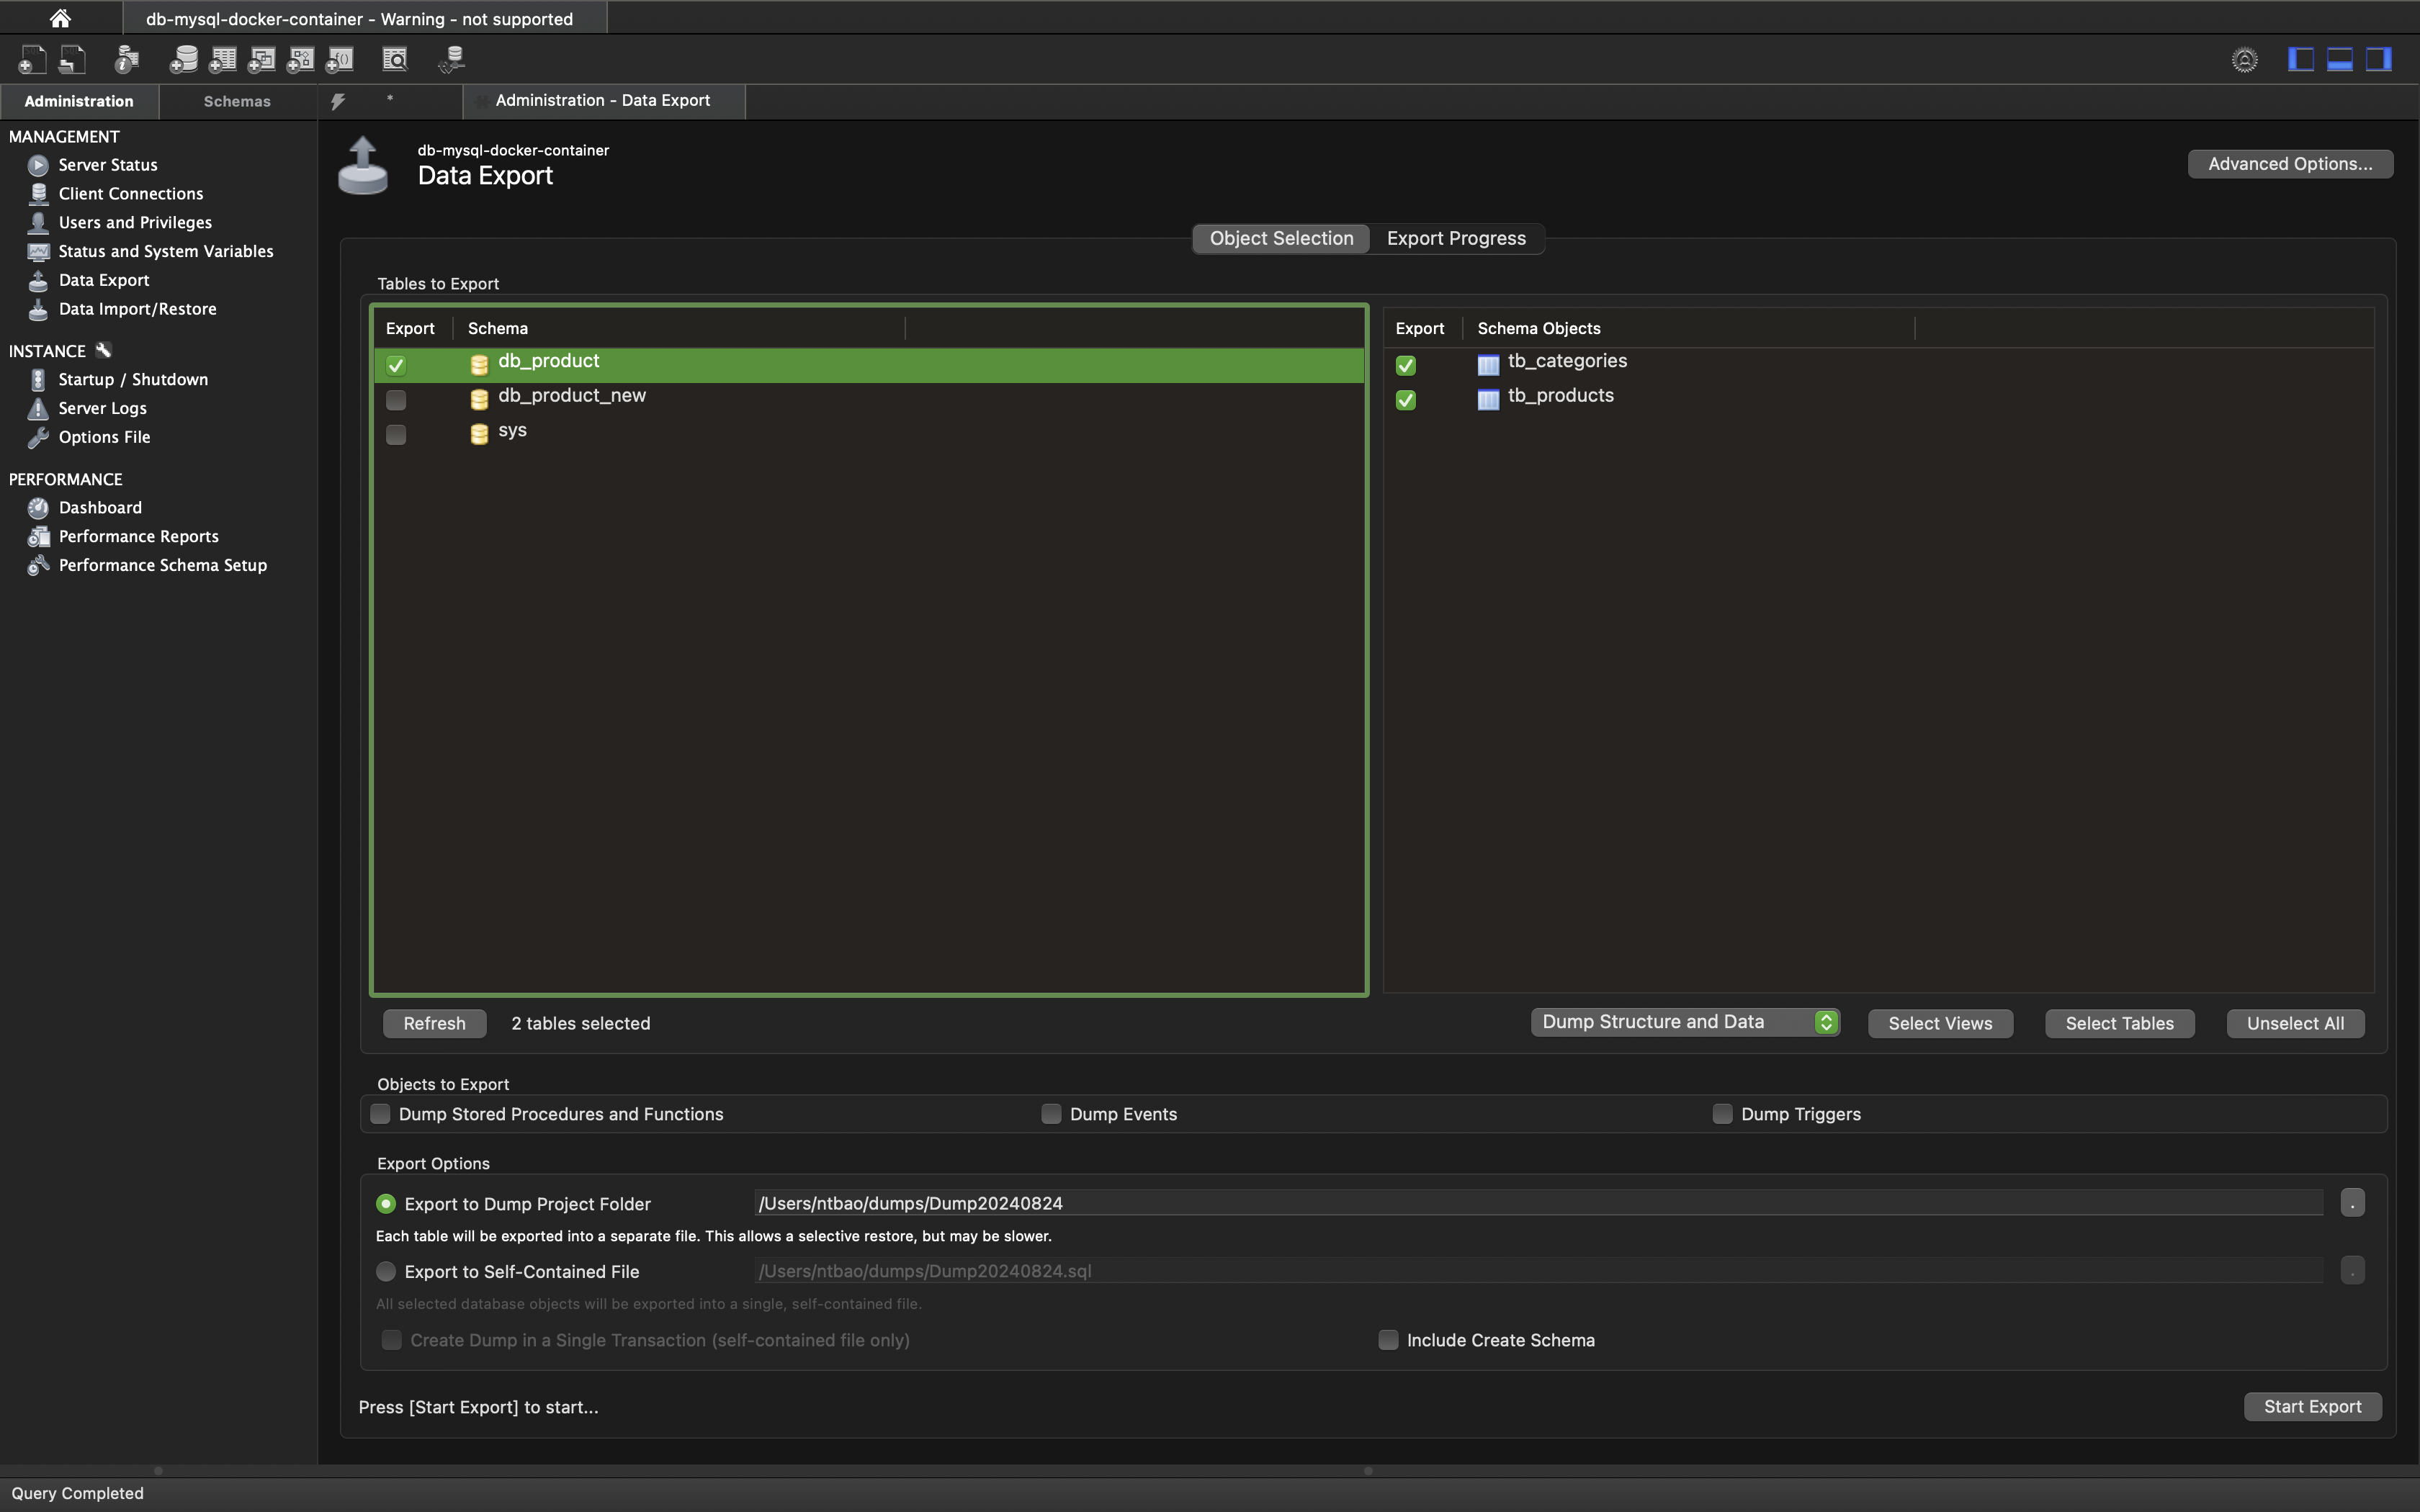 db-mysql-docker-container - Warning - not supported
Administration
Schemas
*
Administration - Data Export
MANAGEMENT
Server Status
Client Connections
Users and Privileges
Status and System Variables
Data Export
Data Import/Restore
INSTANCE
Startup / Shutdown
Server Logs
Options File
PERFORMANCE
Dashboard
Performance Reports
Performance Schema Setup
db-mysql-docker-container
Data Export
Advanced Options...
Object Selection
Export Progress
Tables to Export
Export Schema
db_product
db_product_new
sys
Export Schema Objects
tb_categories
tb_products
Refresh
2 tables selected
Dump Structure and Data
Select Views
Select Tables
Unselect All
Objects to Export
Dump Stored Procedures and Functions
Dump Events
Dump Triggers
Export Options
Export to Dump Project Folder
/Users/ntbao/dumps/Dump20240824
.
Each table will be exported into a separate file. This allows a selective restore, but may be slower.
Export to Self-Contained File
/Users/ntbao/dumps/Dump20240824.sql
.
All selected database objects will be exported into a single, self-contained file.
Create Dump in a Single Transaction (self-contained file only)
Include Create Schema
Press [Start Export] to start...
Start Export
Query Completed